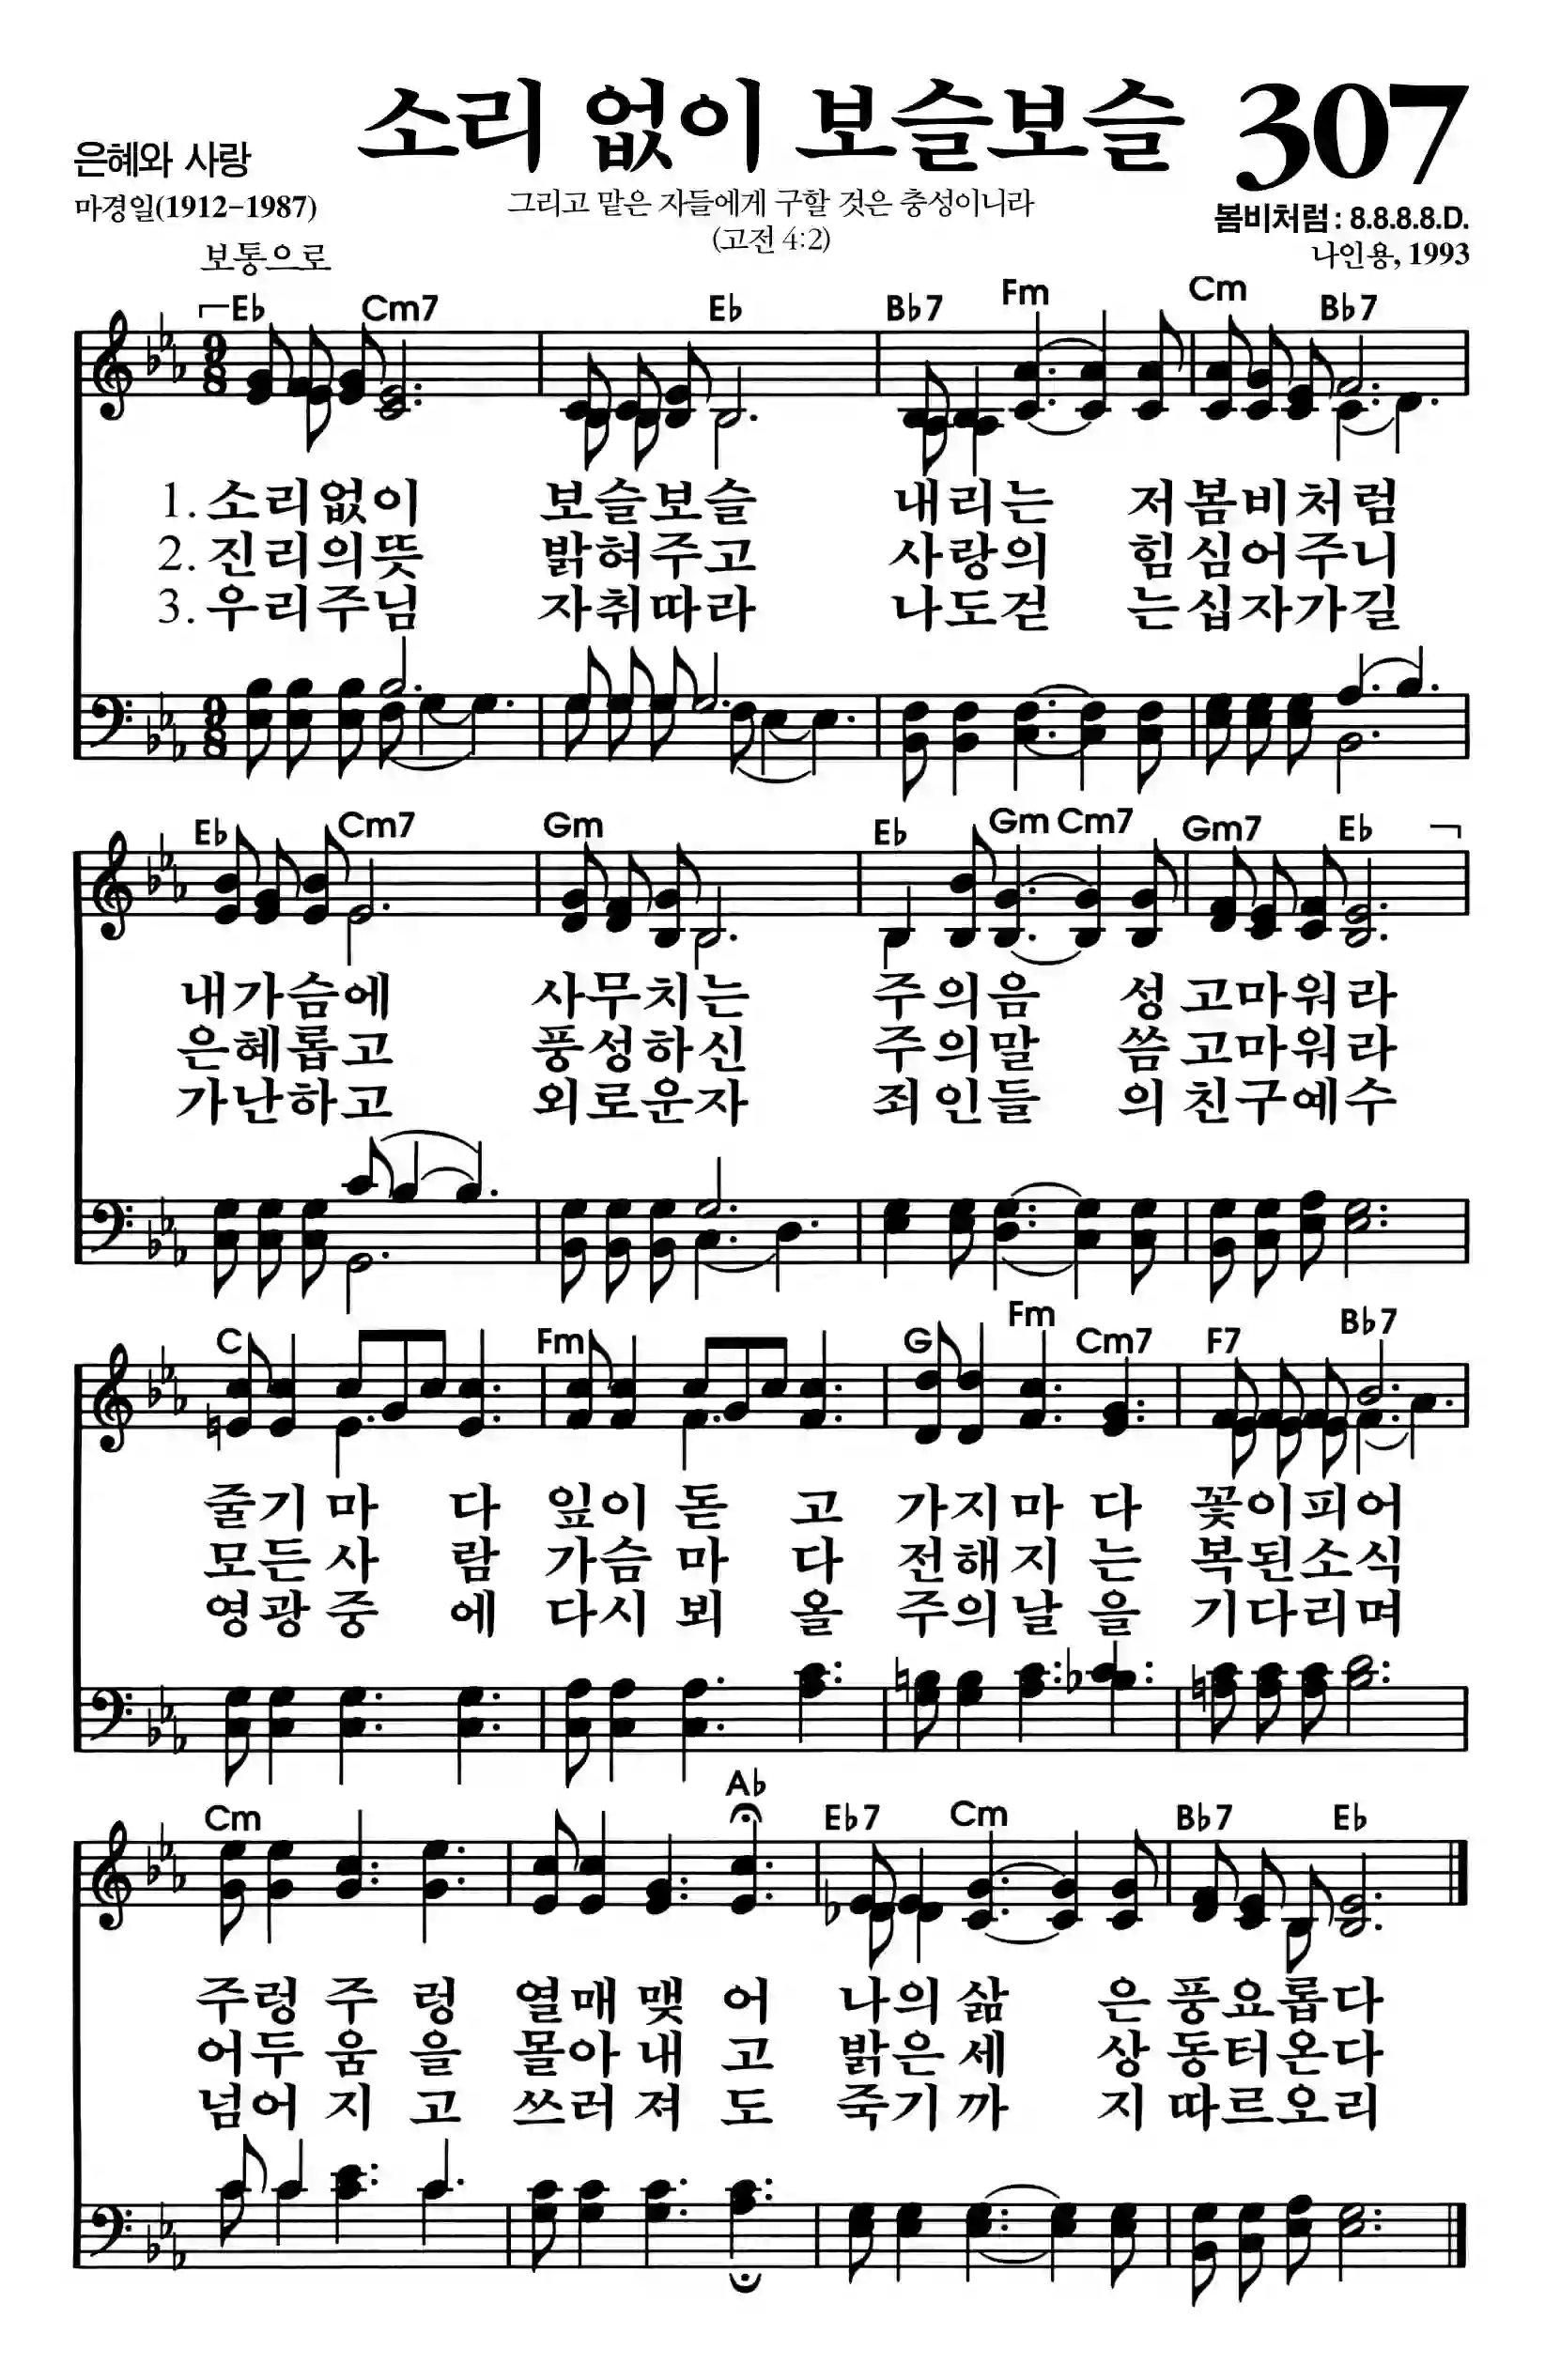 소리 없이 보슬보슬 307
은혜와 사랑
마경일(1912-1987)
그리고 맡은 자들에게 구할 것은 충성이니라
(고전 4:2)
봄비처럼: 8.8.8.8.D.
나인용, 1993
보통으로
E♭ Cm7 E♭ B♭7 Fm Cm B♭7
9/8
1. 소리없이 보슬보슬 내리는 저봄비처럼
2. 진리의뜻 밝혀주고 사랑의 힘심어주니
3. 우리주님 자취따라 나도걷 는십자가길
9/8
E♭ Cm7 Gm E♭ Gm Cm7 Gm7 E♭
내가슴에 사무치는 주의음 성고마워라
은혜롭고 풍성하신 주의말 씀고마워라
가난하고 외로운자 죄인들 의친구예수
C Fm G Fm Cm7 F7 B♭7
줄기마 다 잎이돋 고 가지마다 꽃이피어
모든사 람 가슴마 다 전해지는 복된소식
영광중 에 다시뵈 올 주의날을 기다리며
Cm A♭ E♭7 Cm B♭7 E♭
주렁주렁 열매맺어 나의삶 은풍요롭다
어두움을 몰아내고 밝은세 상동터온다
넘어지고 쓰러져도 죽기까 지따르오리